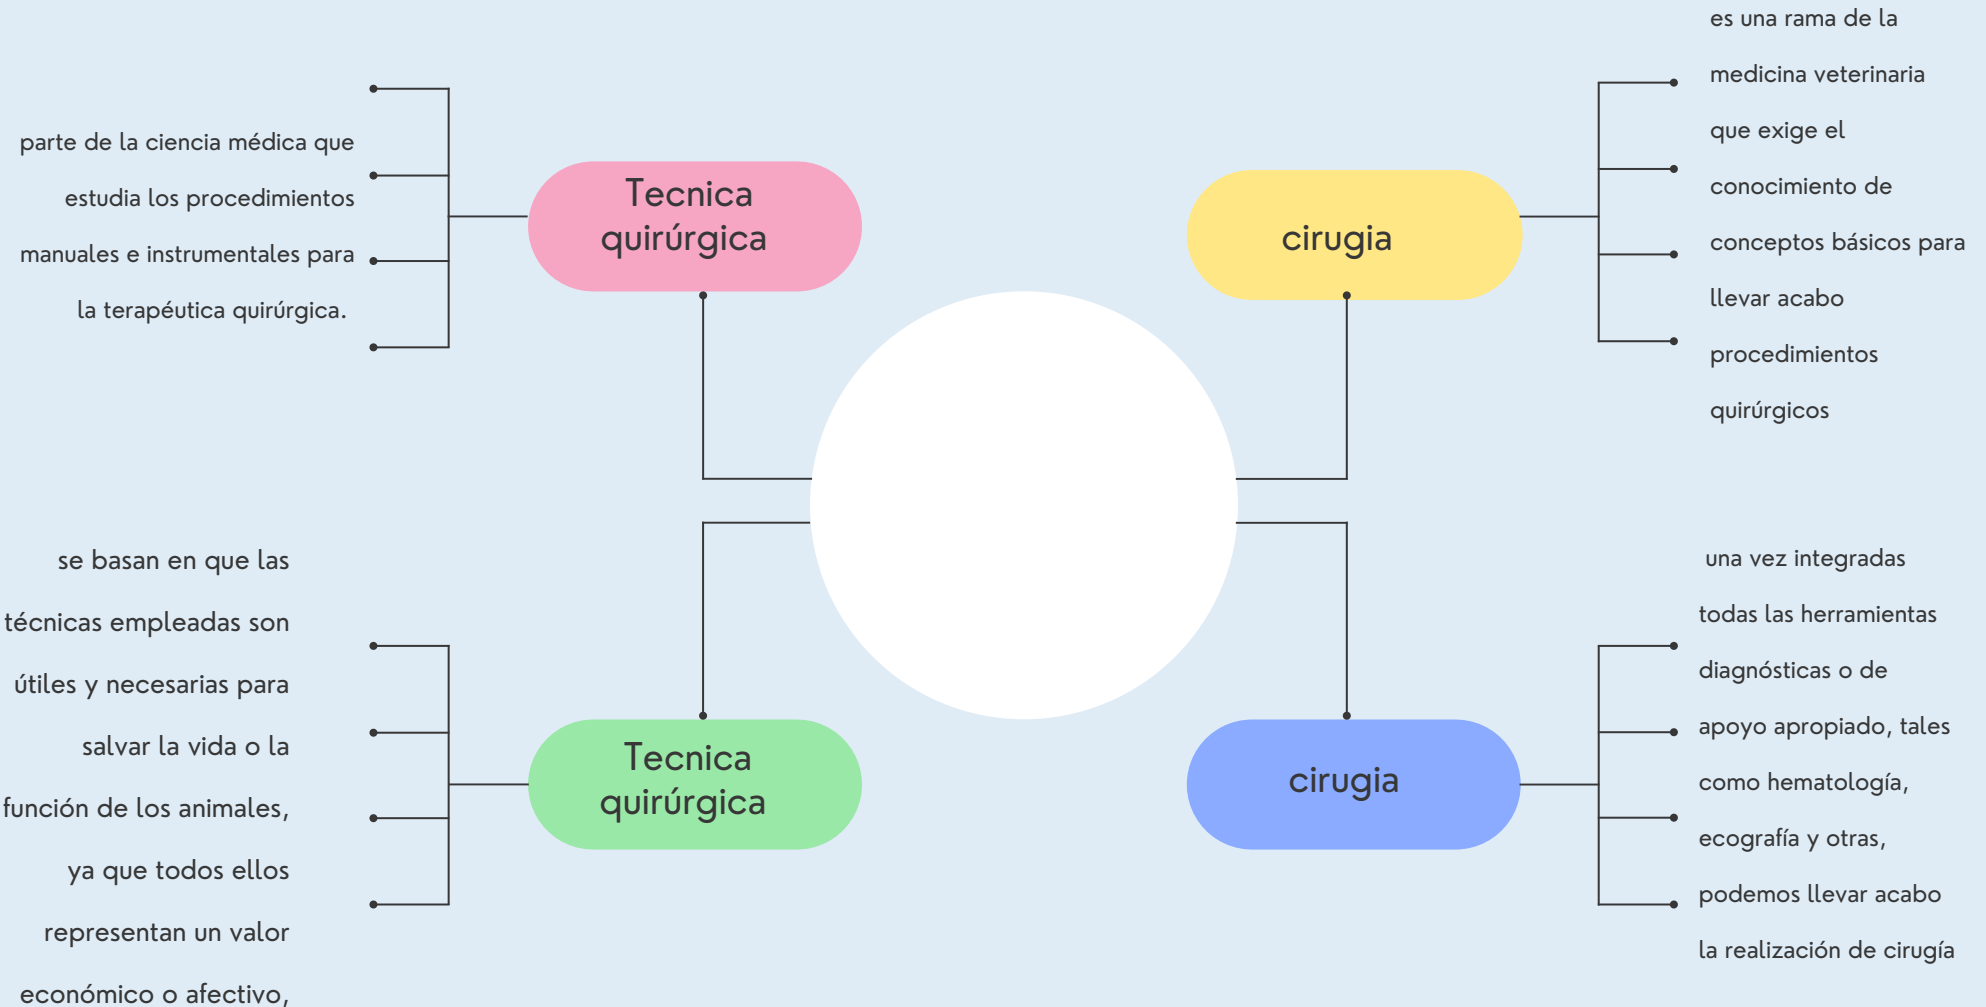 parte de la ciencia médica que
estudia los procedimientos
manuales e instrumentales para
la terapéutica quirúrgica.
Tecnica
quirúrgica
cirugia
es una rama de la
medicina veterinaria
que exige el
conocimiento de
conceptos básicos para
llevar acabo
procedimientos
quirúrgicos
se basan en que las
técnicas empleadas son
útiles y necesarias para
salvar la vida o la
función de los animales,
ya que todos ellos
representan un valor
económico o afectivo,
Tecnica
quirúrgica
cirugia
una vez integradas
todas las herramientas
diagnósticas o de
apoyo apropiado, tales
como hematología,
ecografía y otras,
podemos llevar acabo
la realización de cirugía